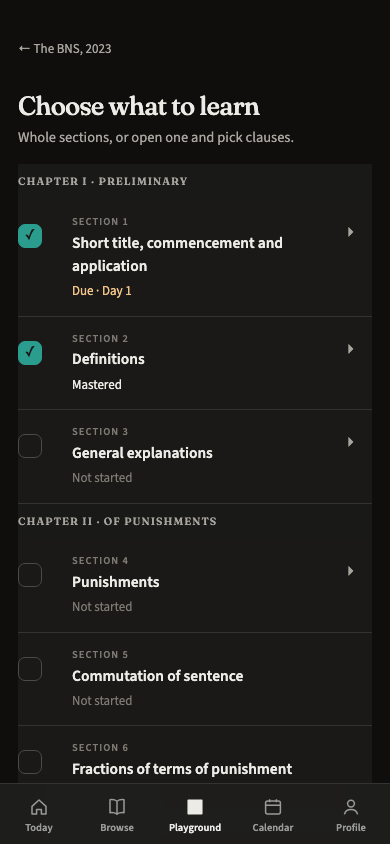 ← The BNS, 2023
Choose what to learn
Whole sections, or open one and pick clauses.
CHAPTER I · PRELIMINARY
SECTION 1
Short title, commencement and
application
Due · Day 1
SECTION 2
Definitions
Mastered
SECTION 3
General explanations
Not started
CHAPTER II · OF PUNISHMENTS
SECTION 4
Punishments
Not started
SECTION 5
Commutation of sentence
Not started
SECTION 6
Fractions of terms of punishment
Today Browse Playground Calendar Profile